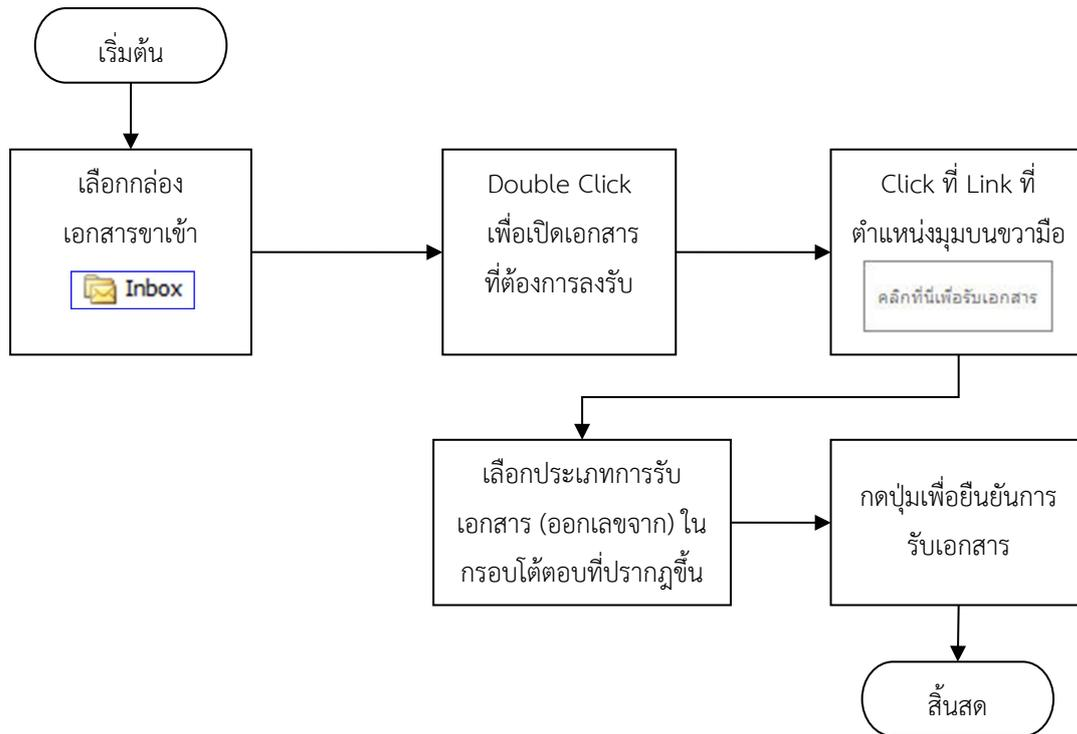 เริ่มต้น
เลือกกล่อง
เอกสารขาเข้า
Inbox
Double Click
เพื่อเปิดเอกสาร
ที่ต้องการลงรับ
Click ที่ Link ที่
ตำแหน่งมุมบนขวามือ
คลิกที่นี่เพื่อรับเอกสาร
เลือกประเภทการรับ
เอกสาร (ออกเลขจาก) ใน
กรอบโต้ตอบที่ปรากฏขึ้น
กดปุ่มเพื่อยืนยันการ
รับเอกสาร
สิ้นสด